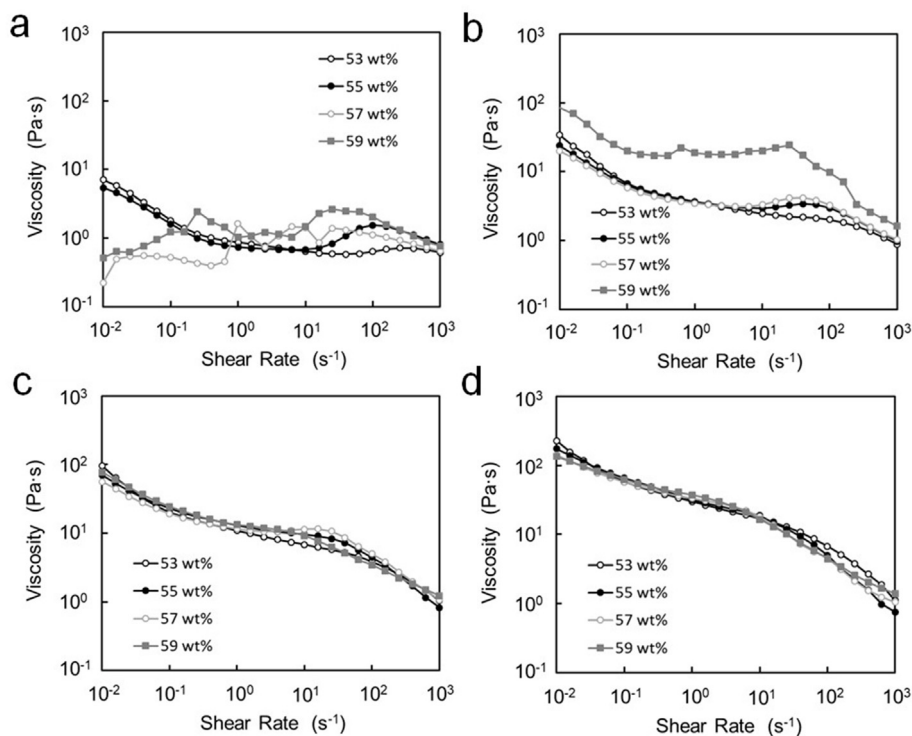 a
10³
10²
10¹
10⁰
10⁻¹
Viscosity (Pa·s)
53 wt%
55 wt%
57 wt%
59 wt%
10⁻² 10⁻¹ 10⁰ 10¹ 10² 10³
Shear Rate (s⁻¹)
b
10³
10²
10¹
10⁰
10⁻¹
Viscosity (Pa·s)
53 wt%
55 wt%
57 wt%
59 wt%
10⁻² 10⁻¹ 10⁰ 10¹ 10² 10³
Shear Rate (s⁻¹)
c
10³
10²
10¹
10⁰
10⁻¹
Viscosity (Pa·s)
53 wt%
55 wt%
57 wt%
59 wt%
10⁻² 10⁻¹ 10⁰ 10¹ 10² 10³
Shear Rate (s⁻¹)
d
10³
10²
10¹
10⁰
10⁻¹
Viscosity (Pa·s)
53 wt%
55 wt%
57 wt%
59 wt%
10⁻² 10⁻¹ 10⁰ 10¹ 10² 10³
Shear Rate (s⁻¹)